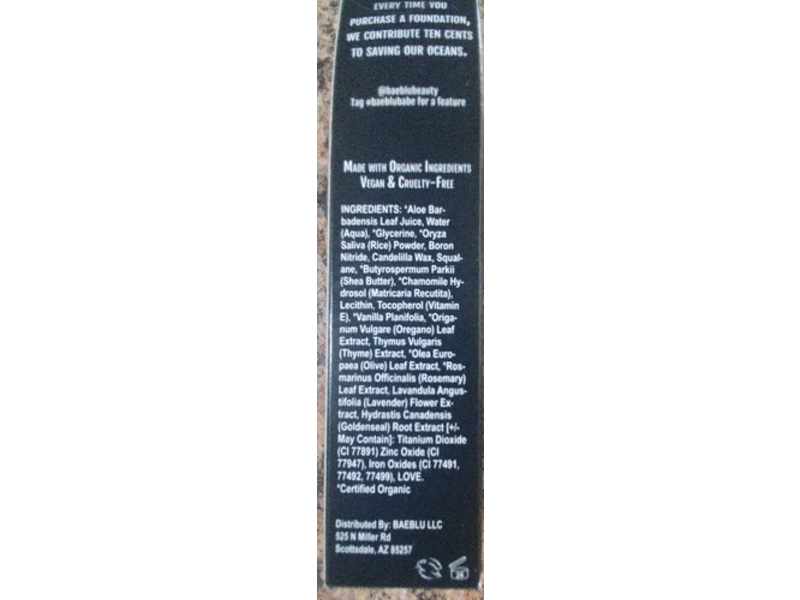 EVERY TIME YOU
PURCHASE A FOUNDATION,
WE CONTRIBUTE TEN CENTS
TO SAVING OUR OCEANS.
@baeblubeauty
Tag #baeblubabe for a feature
MADE WITH ORGANIC INGREDIENTS
VEGAN & CRUELTY-FREE
INGREDIENTS: *Aloe Bar-
badensis Leaf Juice, Water
(Aqua), *Glycerine, *Oryza
Saliva (Rice) Powder, Boron
Nitride, Candelilla Wax, Squal-
ane, *Butyrospermum Parkii
(Shea Butter), *Chamomile Hy-
drosol (Matricaria Recutita),
Lecithin, Tocopherol (Vitamin
E), *Vanilla Planifolia, *Origa-
num Vulgare (Oregano) Leaf
Extract, Thymus Vulgaris
(Thyme) Extract, *Olea Euro-
paea (Olive) Leaf Extract, *Ros-
marinus Officinalis (Rosemary)
Leaf Extract, Lavandula Angus-
tifolia (Lavender) Flower Ex-
tract, Hydrastis Canadensis
(Goldenseal) Root Extract [+/-
May Contain]: Titanium Dioxide
(CI 77891) Zinc Oxide (CI
77947), Iron Oxides (CI 77491,
77492, 77499), LOVE.
*Certified Organic
Distributed By: BAEBLU LLC
525 N Miller Rd
Scottsdale, AZ 85257
24